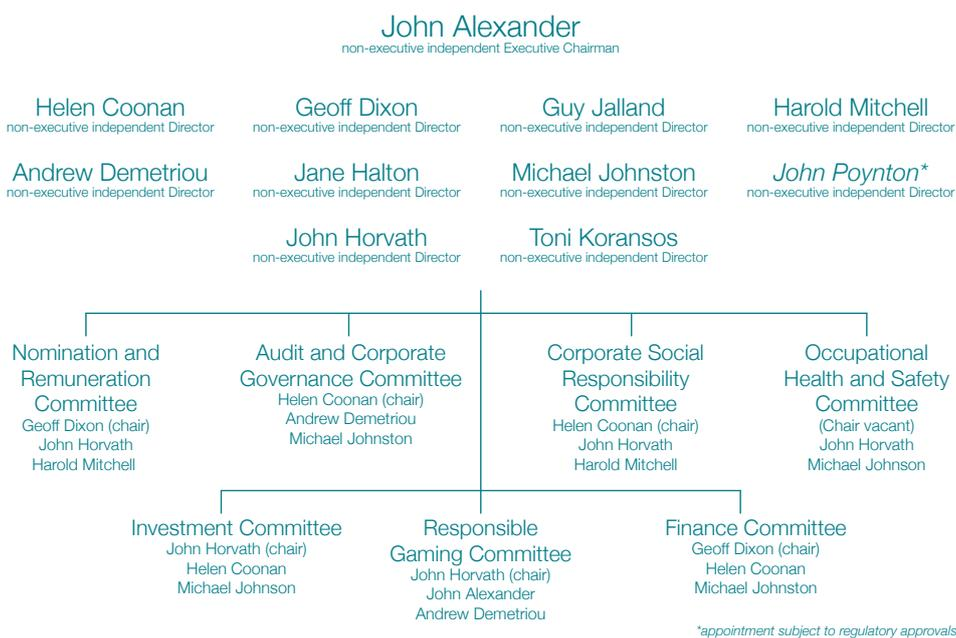 John Alexander
non-executive independent Executive Chairman
Helen Coonan
non-executive independent Director
Geoff Dixon
non-executive independent Director
Guy Jalland
non-executive independent Director
Harold Mitchell
non-executive independent Director
Andrew Demetriou
non-executive independent Director
Jane Halton
non-executive independent Director
Michael Johnston
non-executive independent Director
John Poynton*
non-executive independent Director
John Horvath
non-executive independent Director
Toni Koransos
non-executive independent Director
Nomination and
Remuneration
Committee
Geoff Dixon (chair)
John Horvath
Harold Mitchell
Audit and Corporate
Governance Committee
Helen Coonan (chair)
Andrew Demetriou
Michael Johnston
Corporate Social
Responsibility
Committee
Helen Coonan (chair)
John Horvath
Harold Mitchell
Occupational
Health and Safety
Committee
(Chair vacant)
John Horvath
Michael Johnson
Investment Committee
John Horvath (chair)
Helen Coonan
Michael Johnson
Responsible
Gaming Committee
John Horvath (chair)
John Alexander
Andrew Demetriou
Finance Committee
Geoff Dixon (chair)
Helen Coonan
Michael Johnston
*appointment subject to regulatory approvals